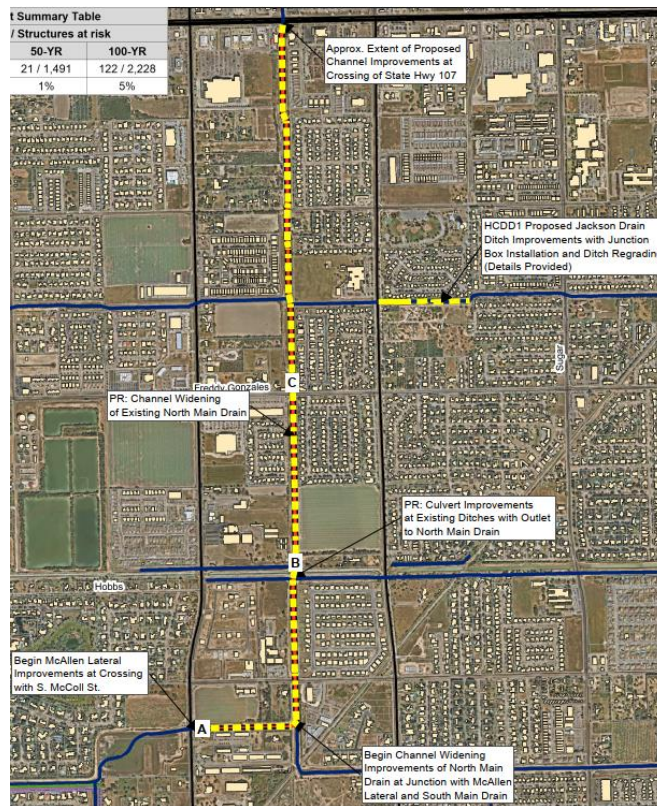 t Summary Table
/ Structures at risk
50-YR 100-YR
21 / 1,491 122 / 2,228
1% 5%
Approx. Extent of Proposed
Channel Improvements at
Crossing of State Hwy 107
HCDD1 Proposed Jackson Drain
Ditch Improvements with Junction
Box Installation and Ditch Regrading
(Details Provided)
Sugar
C
Freddy Gonzales
PR: Channel Widening
of Existing North Main Drain
PR: Culvert Improvements
at Existing Ditches with Outlet
to North Main Drain
B
Hobbs
Begin McAllen Lateral
Improvements at Crossing
with S. McColl St.
A
Begin Channel Widening
Improvements of North Main
Drain at Junction with McAllen
Lateral and South Main Drain